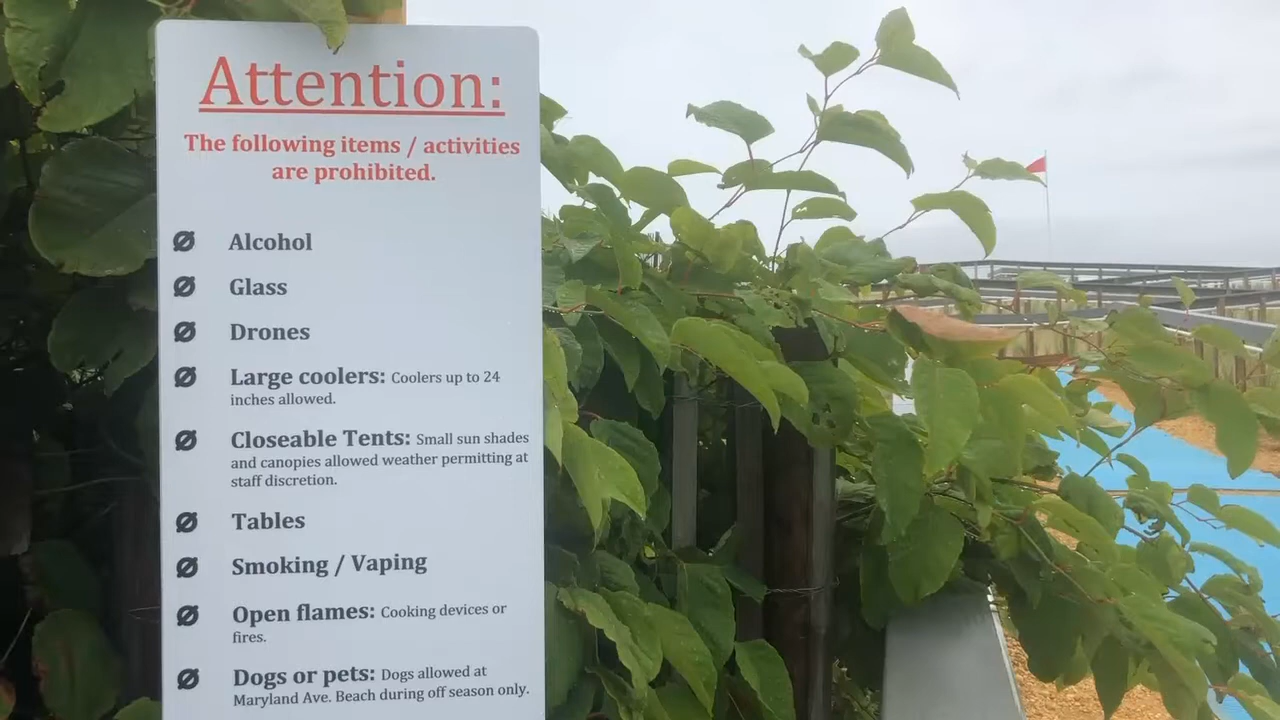 Attention:
The following items / activities
are prohibited.
Ø Alcohol
Ø Glass
Ø Drones
Ø Large coolers: Coolers up to 24
inches allowed.
Ø Closeable Tents: Small sun shades
and canopies allowed weather permitting at
staff discretion.
Ø Tables
Ø Smoking / Vaping
Ø Open flames: Cooking devices or
fires.
Ø Dogs or pets: Dogs allowed at
Maryland Ave. Beach during off season only.